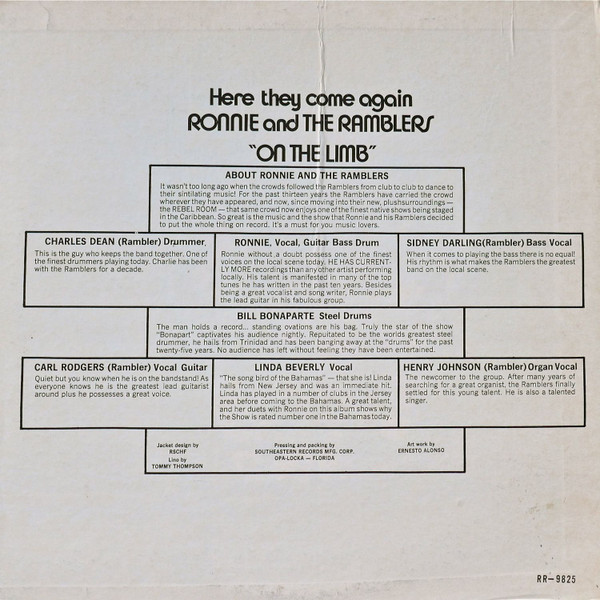 Here they come again
RONNIE and THE RAMBLERS
"ON THE LIMB"
ABOUT RONNIE AND THE RAMBLERS
It wasn't too long ago when the crowds followed the Ramblers from club to club to dance to
their sintilating music! For the past thirteen years the Ramblers have carried the crowd
wherever they have appeared, and now, since moving into their new, plushsurroundings—
the REBEL ROOM — that same crowd now enjoys one of the finest native shows being staged
in the Caribbean. So great is the music and the show that Ronnie and his Ramblers decided
to put the whole thing on record. It's a must for you music lovers.
CHARLES DEAN (Rambler) Drummer
This is the guy who keeps the band together. One of
the finest drummers playing today. Charlie has been
with the Ramblers for a decade.
RONNIE, Vocal, Guitar Bass Drum
Ronnie without a doubt possess one of the finest
voices on the local scene today. HE HAS CURRENT-
LY MORE recordings than any other artist performing
locally. His talent is manifested in many of the top
tunes he has written in the past ten years. Besides
being a great vocalist and song writer, Ronnie plays
the lead guitar in his fabulous group.
SIDNEY DARLING(Rambler) Bass Vocal
When it comes to playing the bass there is no equal!
His rhythm is what makes the Ramblers the greatest
band on the local scene.
BILL BONAPARTE Steel Drums
The man holds a record... standing ovations are his bag. Truly the star of the show
"Bonapart" captivates his audience nightly. Reputiated to be the worlds greatest steel
drummer, he hails from Trinidad and has been banging away at the "drums" for the past
twenty-five years. No audience has left without feeling they have been entertained.
CARL RODGERS (Rambler) Vocal Guitar
Quiet but you know when he is on the bandstand! As
everyone knows he is the greatest lead guitarist
around plus he possesses a great voice.
LINDA BEVERLY Vocal
"The song bird of the Bahamas" — that she is! Linda
hails from New Jersey and was an immediate hit.
Linda has played in a number of clubs in the Jersey
area before coming to the Bahamas. A great talent,
and her duets with Ronnie on this album shows why
the Show is rated number one in the Bahamas today.
HENRY JOHNSON (Rambler) Organ Vocal
The newcomer to the group. After many years of
searching for a great organist, the Ramblers finally
settled for this young talent. He is also a talented
singer.
Jacket design by
RSCHF
Lino by
TOMMY THOMPSON
Pressing and packing by
SOUTHEASTERN RECORDS MFG. CORP.
OPA-LOCKA — FLORIDA
Art work by
ERNESTO ALONSO
RR-9825